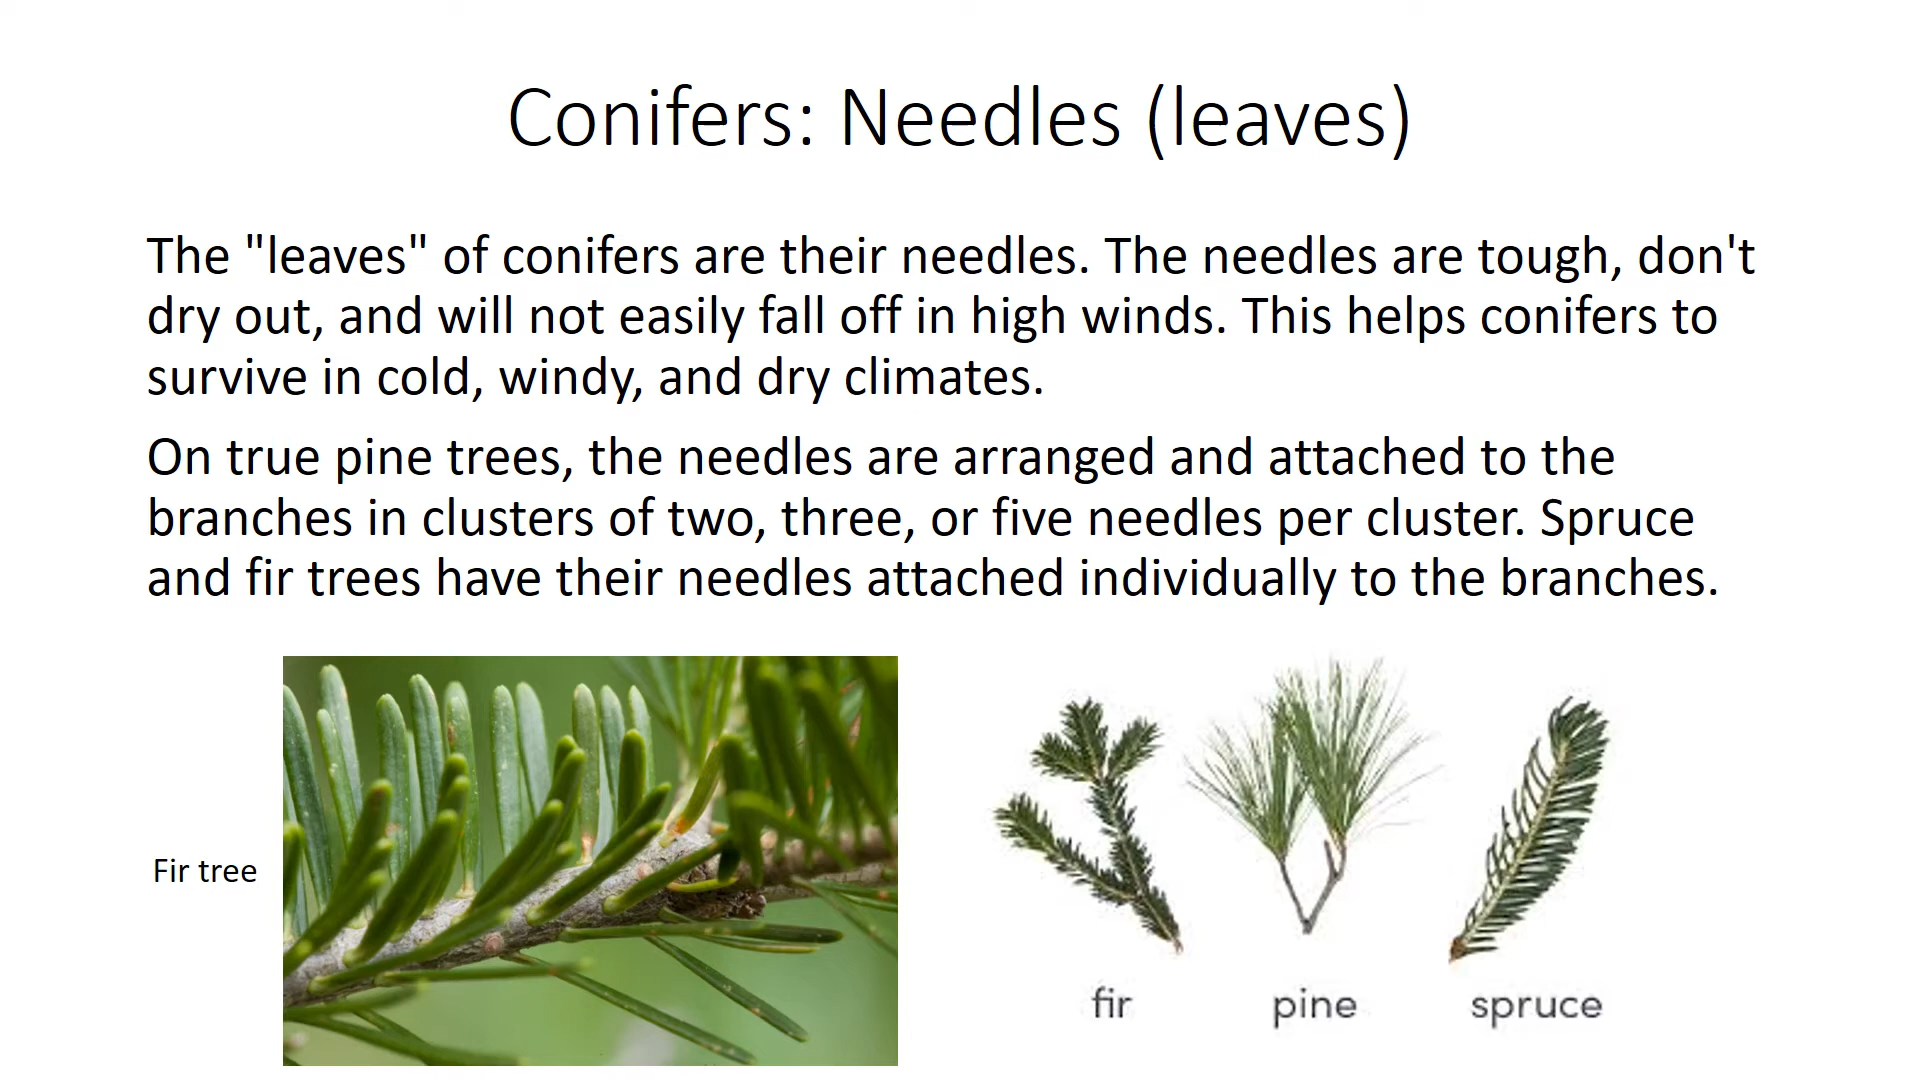 Conifers: Needles (leaves)
The "leaves" of conifers are their needles. The needles are tough, don't
dry out, and will not easily fall off in high winds. This helps conifers to
survive in cold, windy, and dry climates.
On true pine trees, the needles are arranged and attached to the
branches in clusters of two, three, or five needles per cluster. Spruce
and fir trees have their needles attached individually to the branches.
Fir tree
fir
pine
spruce